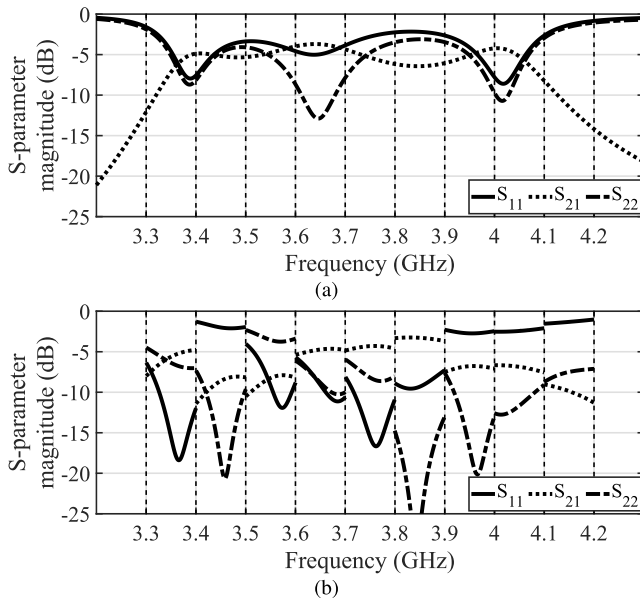 0
-5
-10
-15
-20
-25
S-parameter
magnitude (dB)
S11 S21 S22
3.3 3.4 3.5 3.6 3.7 3.8 3.9 4 4.1 4.2
Frequency (GHz)
(a)
0
-5
-10
-15
-20
-25
S-parameter
magnitude (dB)
S11 S21 S22
3.3 3.4 3.5 3.6 3.7 3.8 3.9 4 4.1 4.2
Frequency (GHz)
(b)